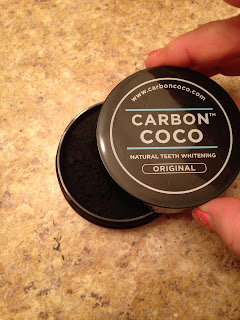 www.carboncoco.com
CARBON™
COCO
NATURAL TEETH WHITENING
ORIGINAL